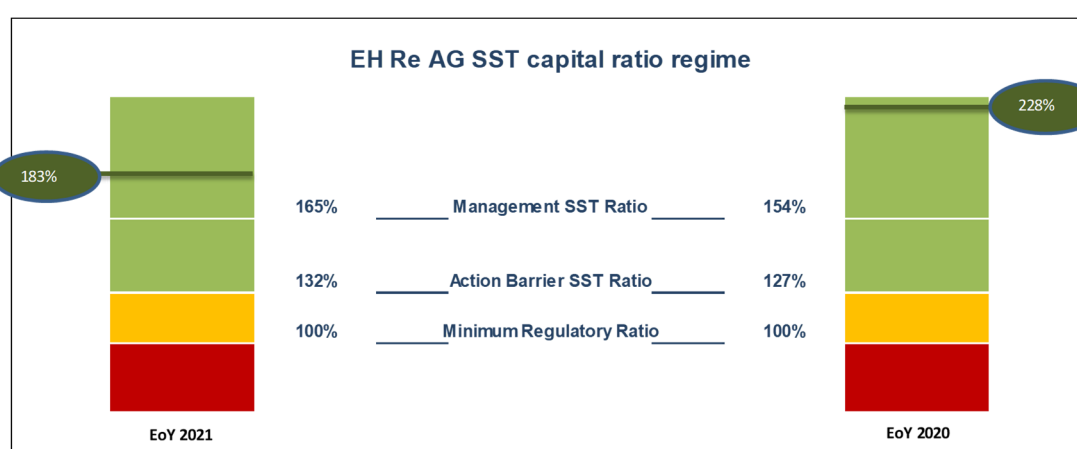 EH Re AG SST capital ratio regime
228%
183%
165% Management SST Ratio 154%
132% Action Barrier SST Ratio 127%
100% Minimum Regulatory Ratio 100%
EoY 2021 EoY 2020